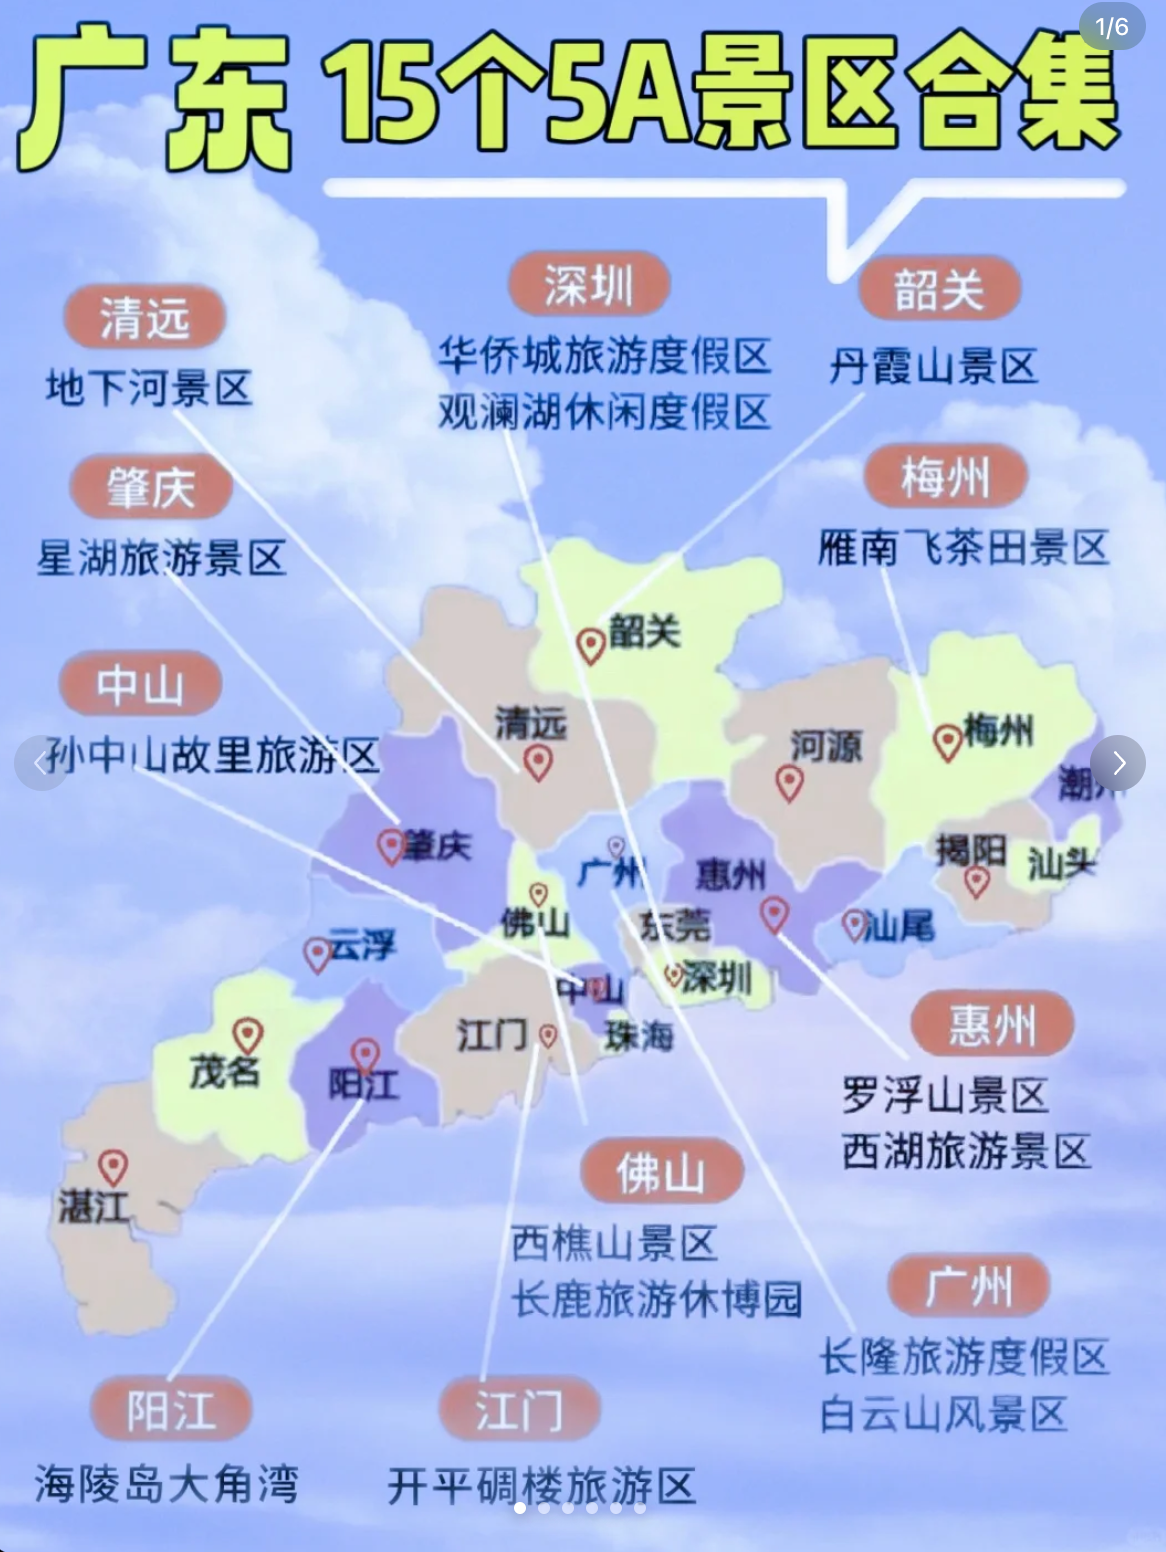 1/6
广东 15个5A景区合集
清远
地下河景区
深圳
华侨城旅游度假区
观澜湖休闲度假区
韶关
丹霞山景区
肇庆
星湖旅游景区
梅州
雁南飞茶田景区
中山
孙中山故里旅游区
韶关
清远
河源
梅州
潮州
肇庆
广州
惠州
揭阳
汕头
佛山
东莞
汕尾
云浮
中山
深圳
江门
珠海
茂名
阳江
湛江
惠州
罗浮山景区
西湖旅游景区
佛山
西樵山景区
长鹿旅游休博园
广州
长隆旅游度假区
白云山风景区
阳江
海陵岛大角湾
江门
开平碉楼旅游区